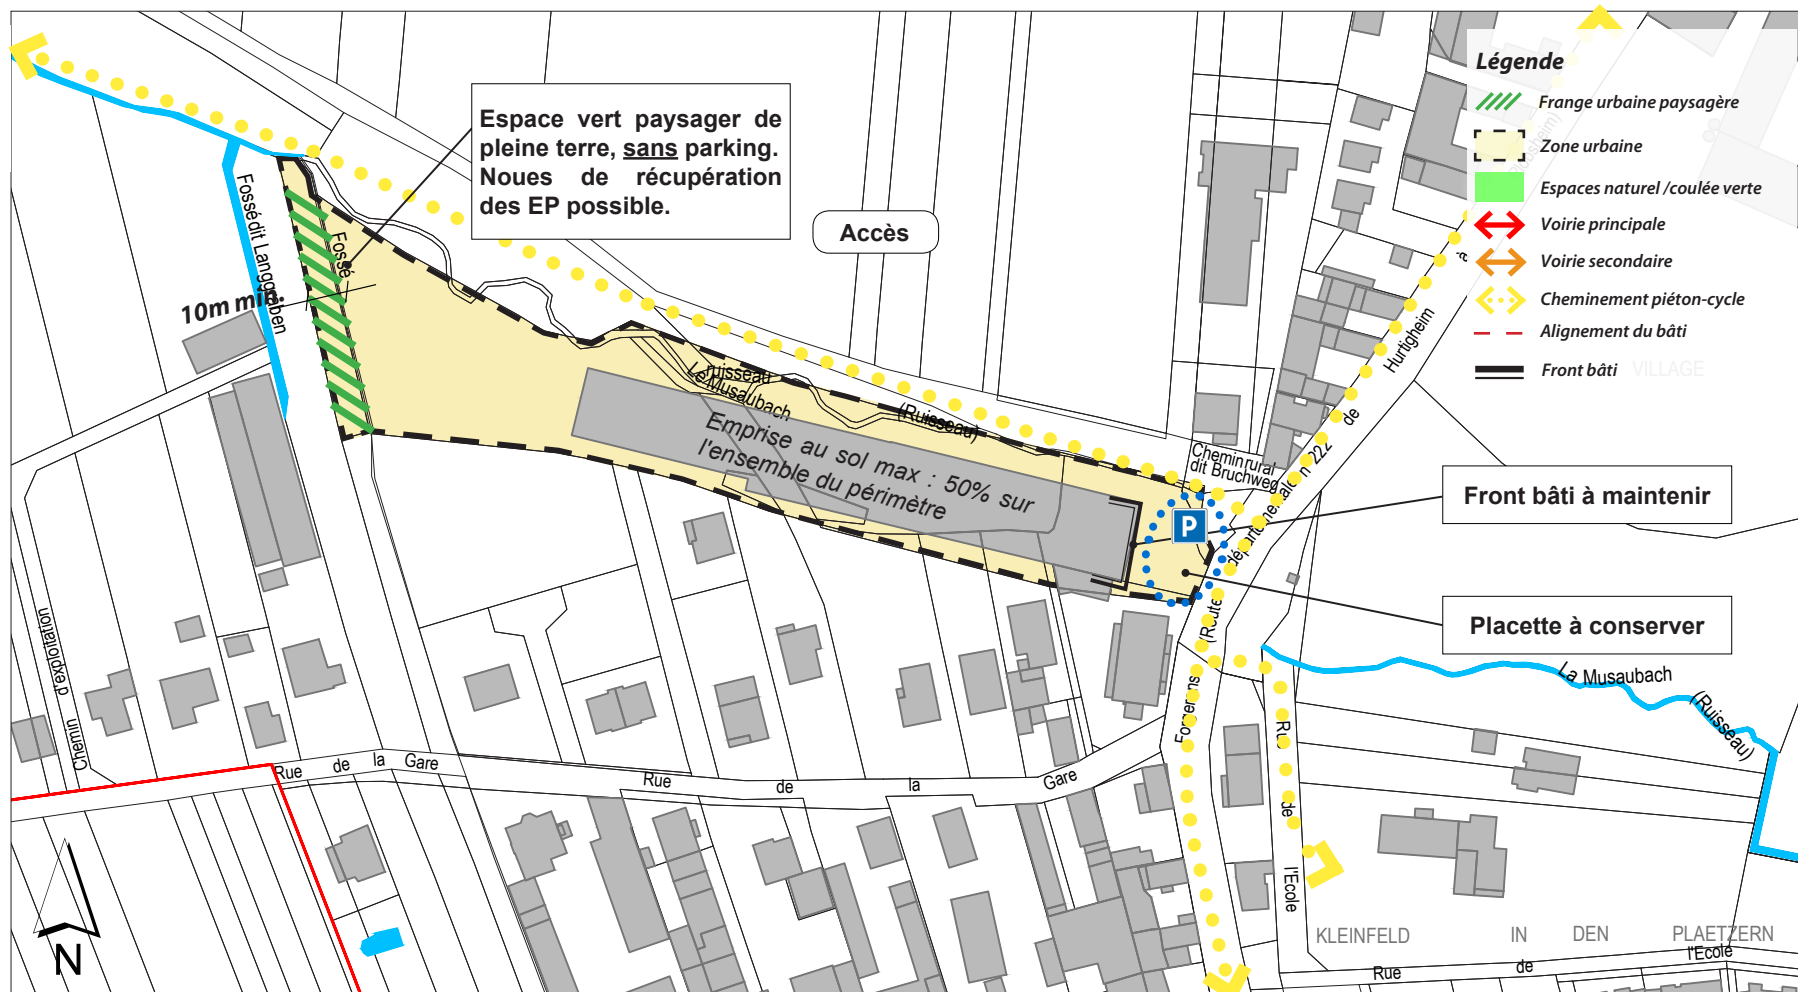 Espace vert paysager de
pleine terre, sans parking.
Noues de récupération
des EP possible.
Accès
Légende
Frange urbaine paysagère
Zone urbaine
Espaces naturel /coulée verte
Voirie principale
Voirie secondaire
Cheminement piéton-cycle
Alignement du bâti
Front bâti
VILLAGE
Fossédit Langgraben
Fossé
10m min.
ruisseau
Le Musaubach
(Ruisseau)
Emprise au sol max : 50% sur
l'ensemble du périmètre
Chemin rural
dit Bruchweg
Hurtigheim
de
222
n
(Route
P
Front bâti à maintenir
Placette à conserver
La Musaubach
(Ruisseau)
Chemin
d'exploitation
Rue de la Gare
Rue de la Gare
Rue
de
l'Ecole
KLEINFELD IN DEN PLAETZERN
Rue de l'Ecole
N